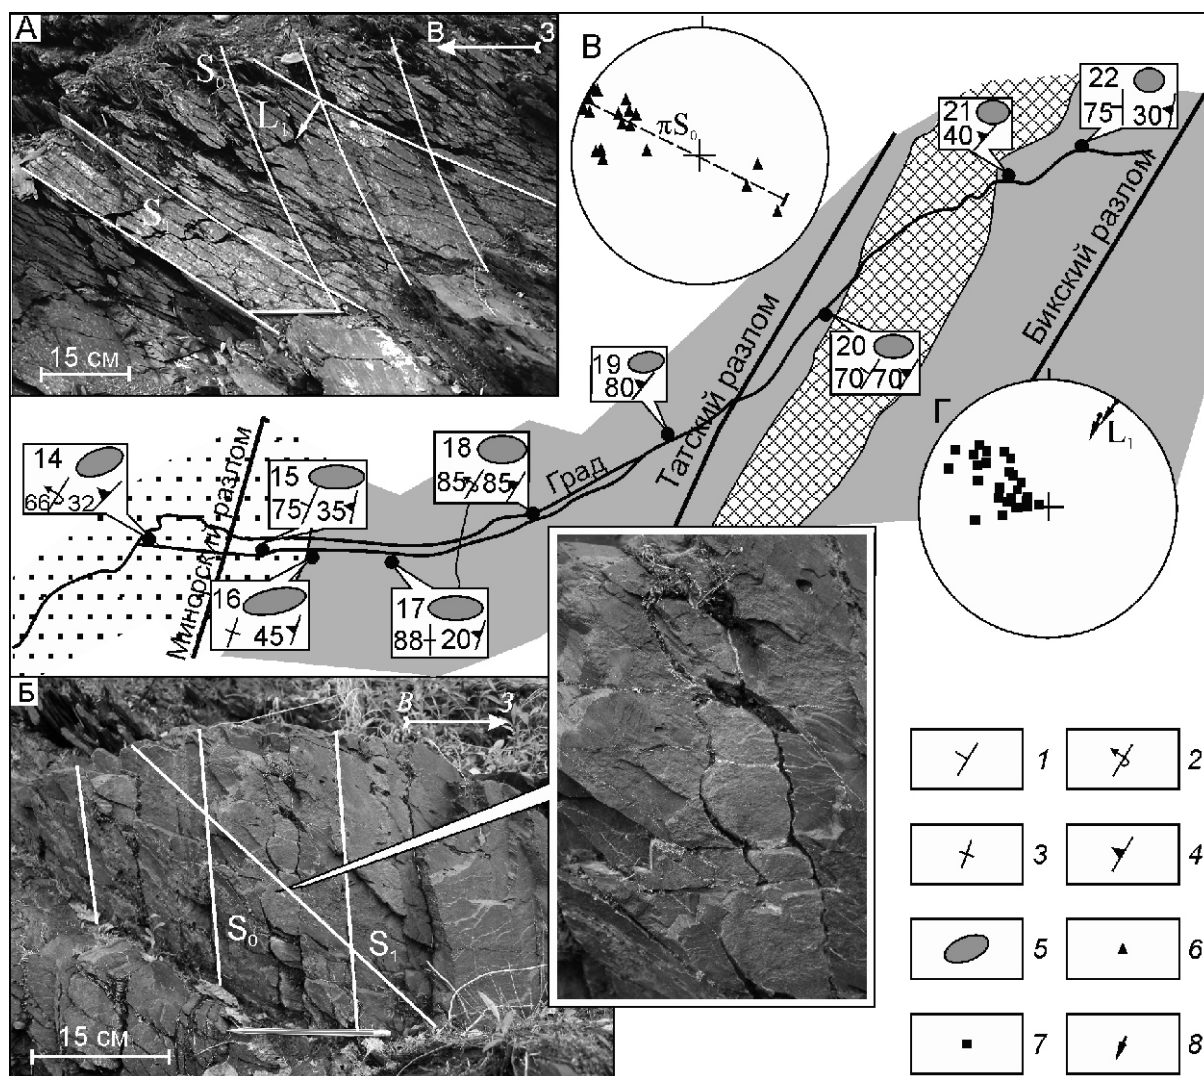 А
В З
S₀
L₁
S₁
15 см
В
πS₀
22
75 30
21
40
Бикский разлом
20
70 70
19
80
Татский разлом
Град
18
85 85
14
66 32
15
75 35
Минорский разлом
16
45
17
88 20
Г
L₁
Б
В З
S₀
S₁
15 см
1
2
3
4
5
6
7
8